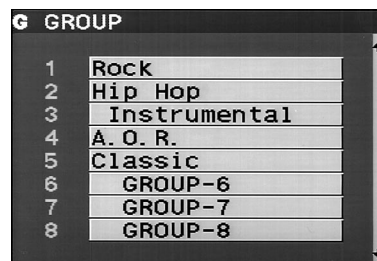 G GROUP
1 Rock
2 Hip Hop
3 Instrumental
4 A.O.R.
5 Classic
6 GROUP-6
7 GROUP-7
8 GROUP-8